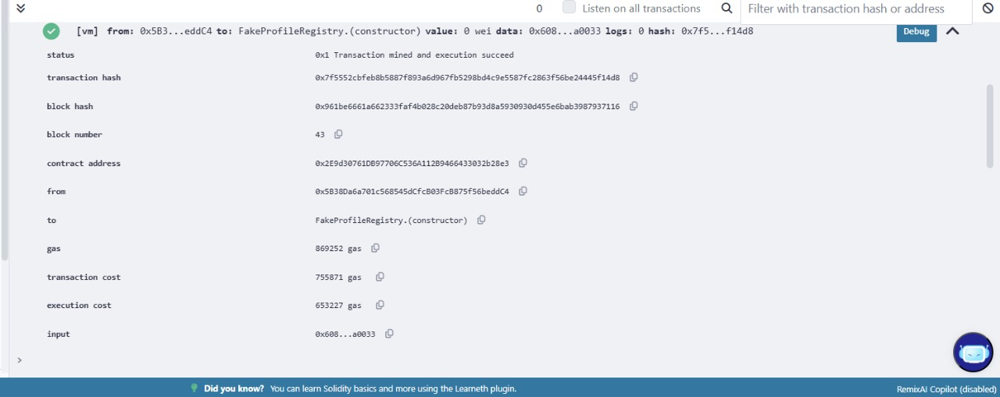 0 Listen on all transactions Filter with transaction hash or address
[vm] from: 0x5B3...eddC4 to: FakeProfileRegistry.(constructor) value: 0 wei data: 0x608...a0033 logs: 0 hash: 0x7f5...f14d8 Debug
status 0x1 Transaction mined and execution succeed
transaction hash 0x7f5552cbfeb8b5887f893a6d967fb5298bd4c9e5587fc2863f56be24445f14d8
block hash 0x961be6661a662333faf4b028c20deb87b93d8a5930930d455e6bab3987937116
block number 43
contract address 0x2E9d30761DB97706C536A112B9466433032b28e3
from 0x5B38Da6a701c568545dCfcB03FcB875f56beddC4
to FakeProfileRegistry.(constructor)
gas 869252 gas
transaction cost 755871 gas
execution cost 653227 gas
input 0x608...a0033
>
Did you know? You can learn Solidity basics and more using the Learneth plugin. RemixAI Copilot (disabled)